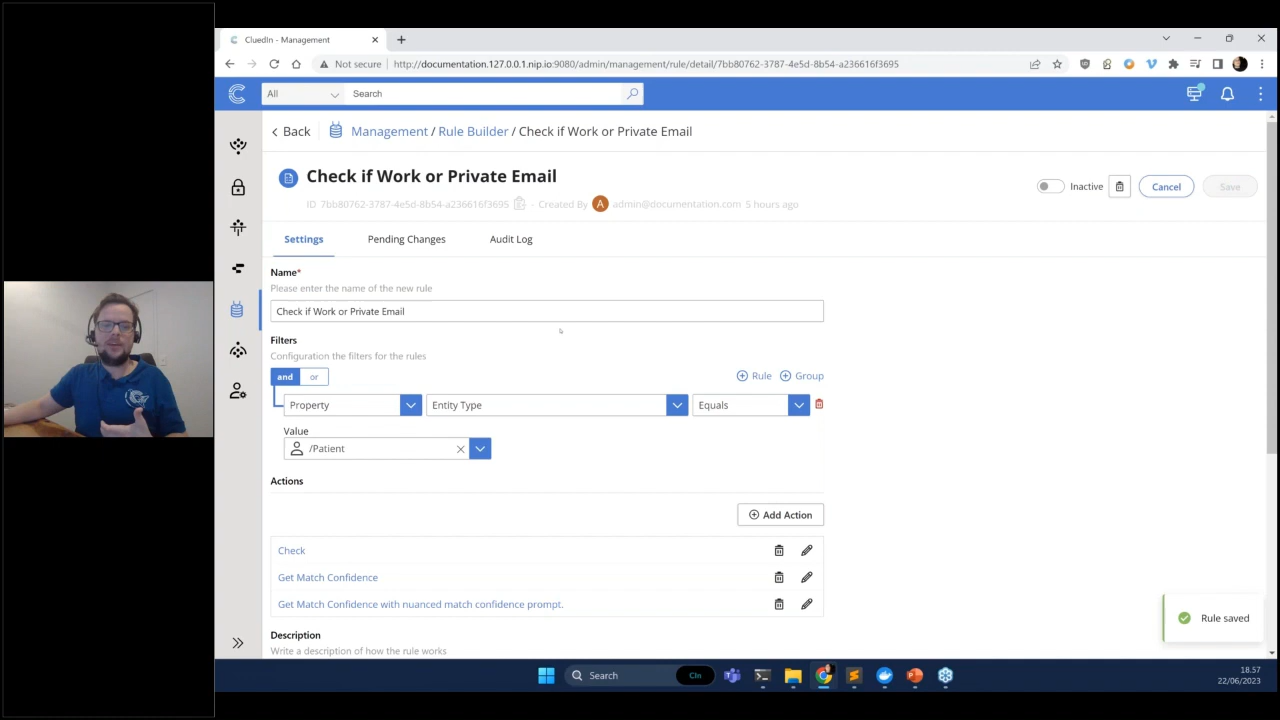 CluedIn - Management
Not secure
http://documentation.127.0.0.1.nip.io:9080/admin/management/rule/detail/7bb80762-3787-4e5d-8b54-a236616f3695
All
Search
Back
Management / Rule Builder / Check if Work or Private Email
Check if Work or Private Email
Inactive
Cancel
Save
ID 7bb80762-3787-4e5d-8b54-a236616f3695 - Created By A admin@documentation.com 5 hours ago
Settings
Pending Changes
Audit Log
Name*
Please enter the name of the new rule
Check if Work or Private Email
Filters
Configuration the filters for the rules
and
or
Rule
Group
Property
Entity Type
Equals
Value
/Patient
Actions
Add Action
Check
Get Match Confidence
Get Match Confidence with nuanced match confidence prompt.
Rule saved
Description
Write a description of how the rule works
Search
18.57
22/06/2023